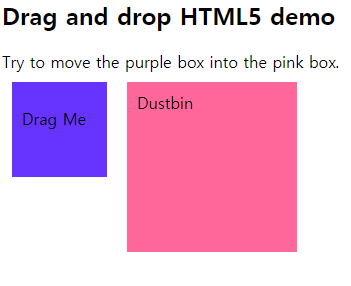 Drag and drop HTML5 demo
Try to move the purple box into the pink box.
Dustbin
Drag Me